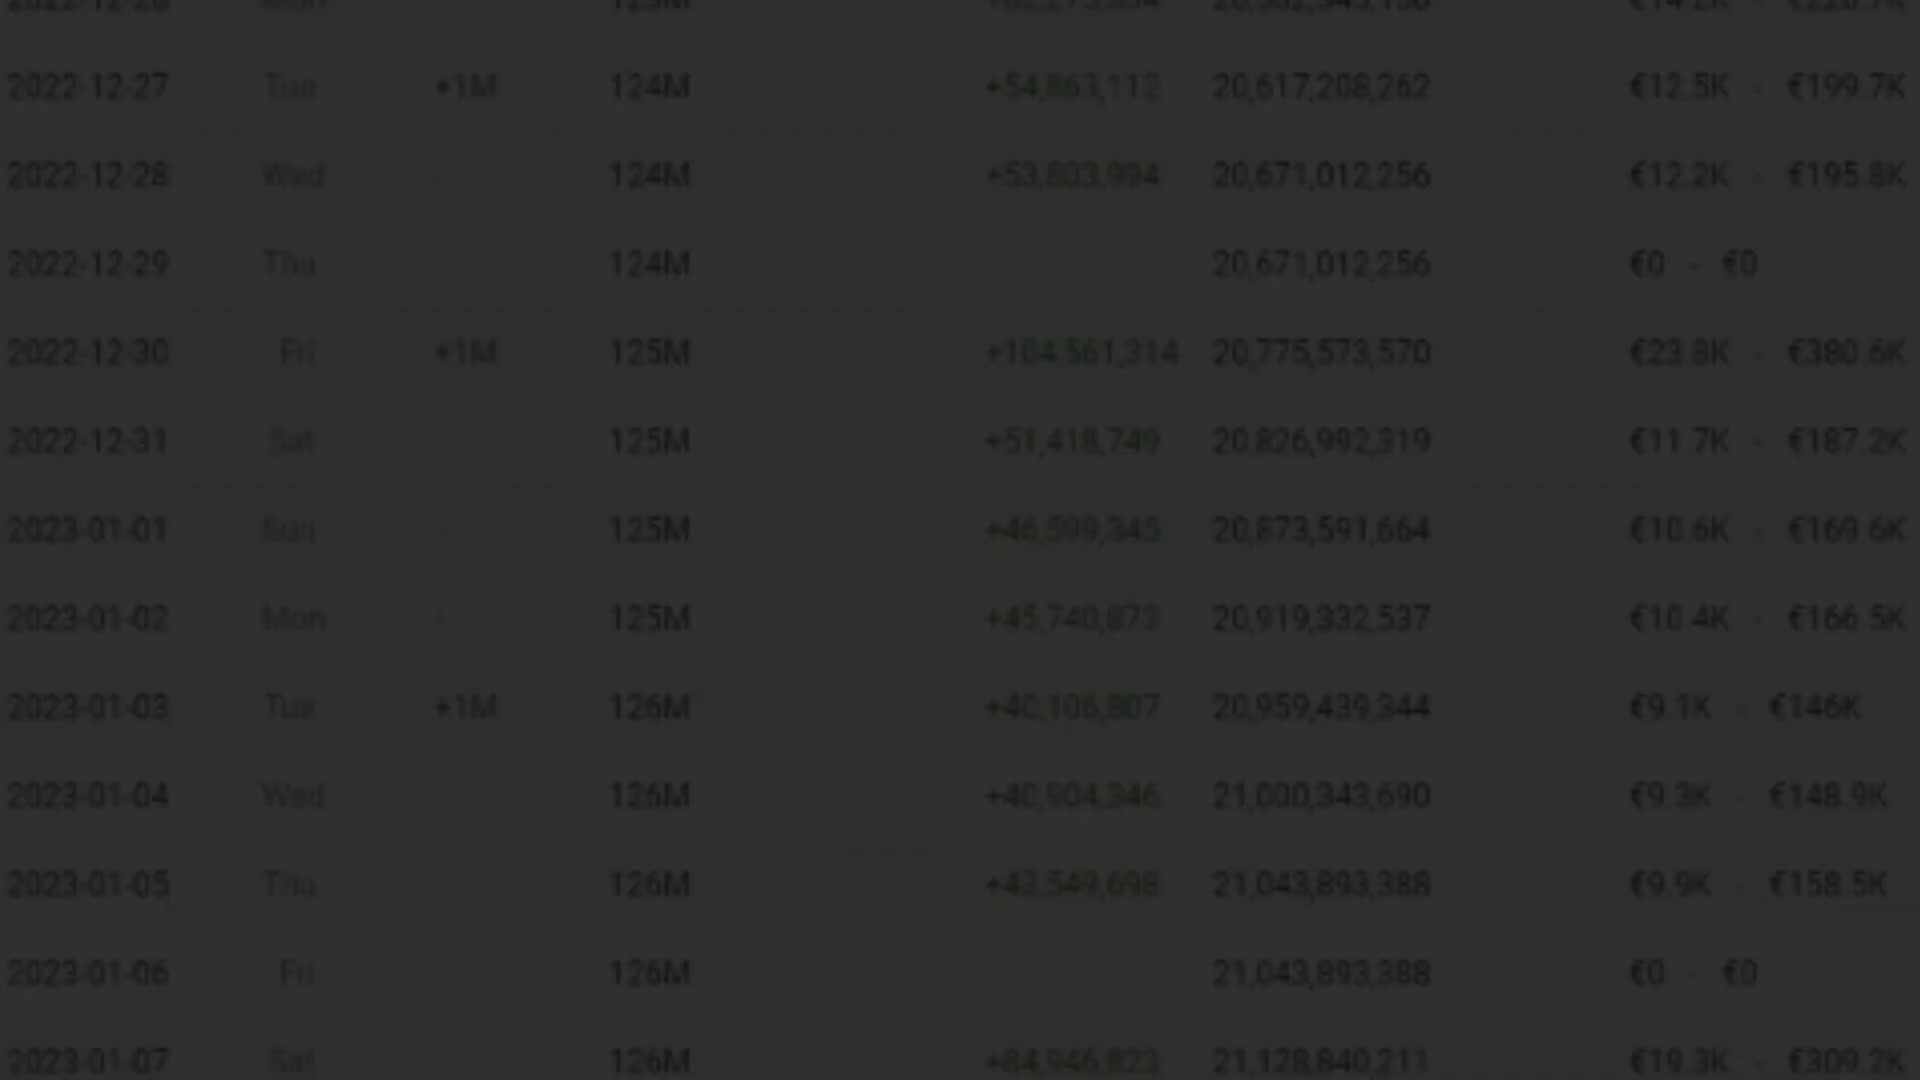 2022-12-26 Mon 123M 20,562,345,150
2022-12-27 Tue +1M 124M +54,863,112 20,617,208,262 €12.5K - €199.7K
2022-12-28 Wed 124M +53,803,994 20,671,012,256 €12.2K - €195.8K
2022-12-29 Thu 124M 20,671,012,256 €0 - €0
2022-12-30 Fri +1M 125M +104,561,314 20,775,573,570 €23.8K - €380.6K
2022-12-31 Sat - 125M +51,418,749 20,826,992,319 €11.7K - €187.2K
2023-01-01 Sun - 125M +46,599,345 20,873,591,664 €10.6K - €169.6K
2023-01-02 Mon - 125M +45,740,873 20,919,332,537 €10.4K - €166.5K
2023-01-03 Tue +1M 126M +40,106,807 20,959,439,344 €9.1K - €146K
2023-01-04 Wed 126M +40,904,346 21,000,343,690 €9.3K - €148.9K
2023-01-05 Thu 126M +43,549,698 21,043,893,388 €9.9K - €158.5K
2023-01-06 Fri 126M 21,043,893,388 €0 - €0
2023-01-07 Sat - 126M +84,946,823 21,128,840,211 €19.3K - €309.2K